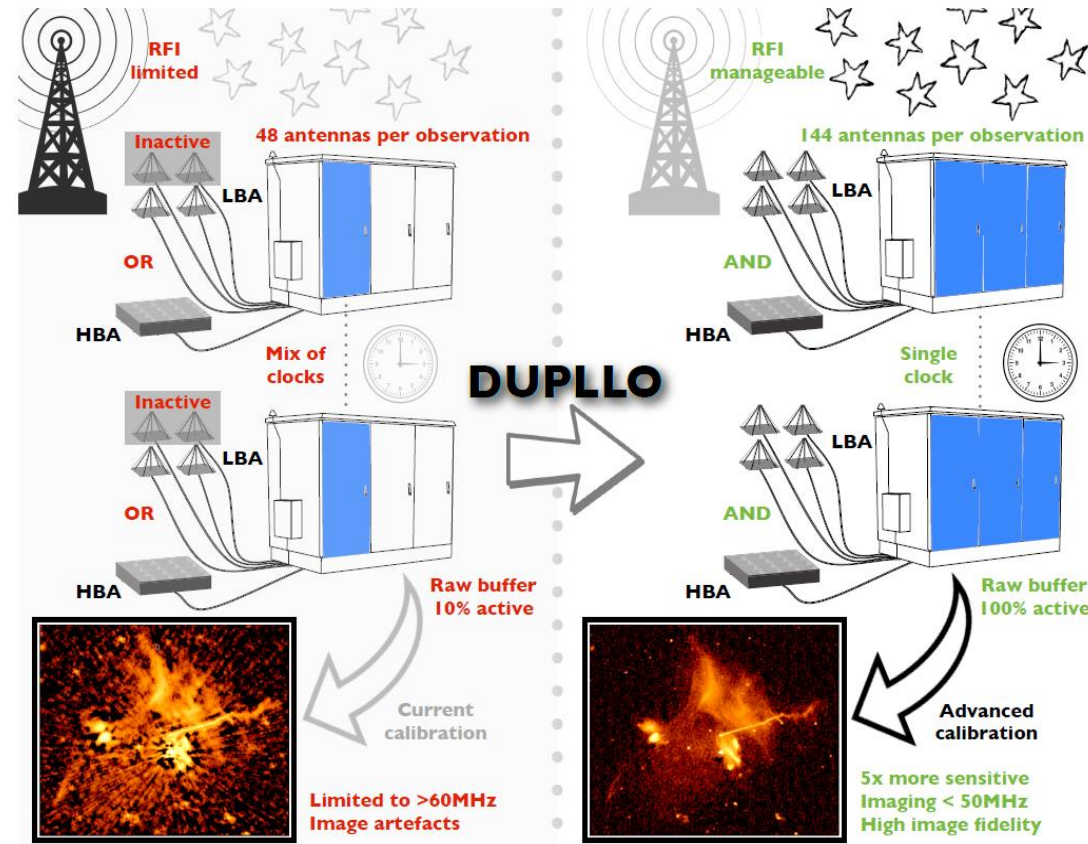 RFI
limited
48 antennas per observation
Inactive
LBA
OR
HBA
Mix of
clocks
Inactive
LBA
OR
HBA
Raw buffer
10% active
Current
calibration
Limited to >60MHz
Image artefacts
DUPLLO
RFI
manageable
144 antennas per observation
LBA
AND
HBA
Single
clock
LBA
AND
HBA
Raw buffer
100% active
Advanced
calibration
5x more sensitive
Imaging < 50MHz
High image fidelity